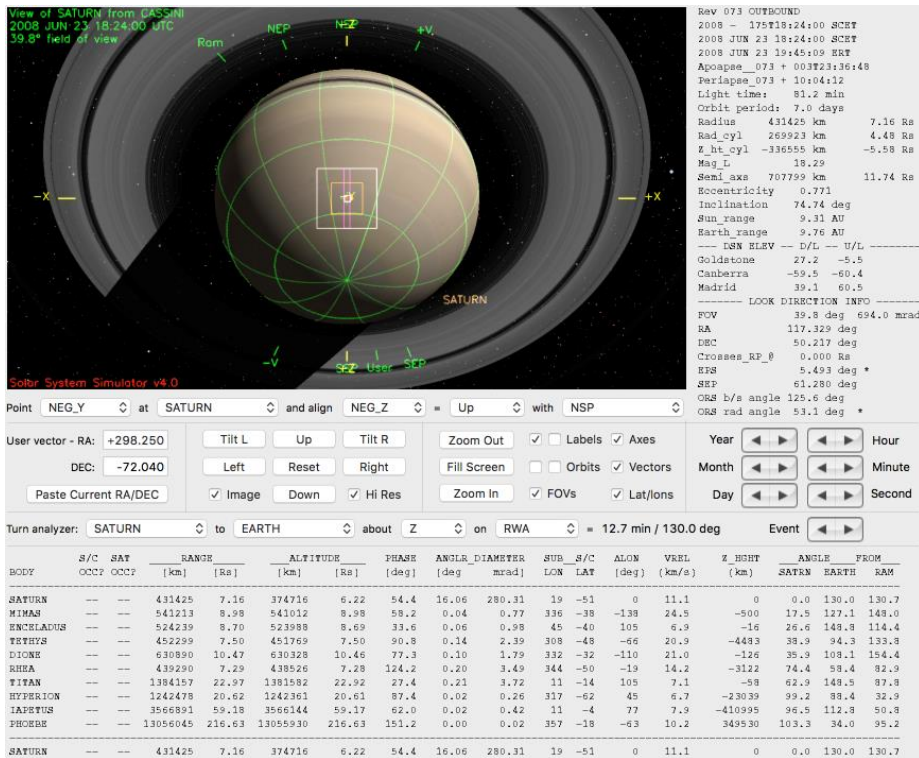 View of SATURN from CASSINI
2008 JUN 23 18:24:00 UTC
39.8° field of view
Ram
NEP
NEP
-Z
+V
-X
+X
SATURN
-V
+Z
SEP
User
SEP
Solar System Simulator v4.0
Rev 073 OUTBOUND
2008 - 175T18:24:00 SCET
2008 JUN 23 18:24:00 SCET
2008 JUN 23 19:45:09 ERT
Apoapse_073 + 003T23:36:48
Periapse_073 + 10:04:12
Light time: 81.2 min
Orbit period: 7.0 days
Radius 431425 km 7.16 Rs
Rad_cyl 269923 km 4.48 Rs
Z_ht_cyl -336555 km -5.58 Rs
Mag_L 18.29
Semi_axs 707799 km 11.74 Rs
Eccentricity 0.771
Inclination 74.74 deg
Sun_range 9.31 AU
Earth_range 9.76 AU
--- DSN ELEV -- D/L -- U/L -------
Goldstone 27.2 -5.5
Canberra -59.5 -60.4
Madrid 39.1 60.5
------- LOOK DIRECTION INFO -------
FOV 39.8 deg 694.0 mrad
RA 117.329 deg
DEC 50.217 deg
Crosses_RP_@ 0.000 Rs
EPS 5.493 deg *
SEP 61.280 deg
ORS b/s angle 125.6 deg
ORS rad angle 53.1 deg *
Point NEG_Y at SATURN and align NEG_Z = Up with NSP
User vector - RA: +298.250 Tilt L Up Tilt R Zoom Out Labels Axes Year Hour
DEC: -72.040 Left Reset Right Fill Screen Orbits Vectors Month Minute
Paste Current RA/DEC Image Down Hi Res Zoom In FOVs Lat/lons Day Second
Turn analyzer: SATURN to EARTH about Z on RWA = 12.7 min / 130.0 deg Event
S/C SAT RANGE ALTITUDE PHASE ANGLR_DIAMETER SUB_S/C ΔLON VREL Z_HGHT ANGLE FROM
BODY OCC? OCC? [km] [Rs] [km] [Rs] [deg] [deg mrad] LON LAT [deg] (km/s) (km) SATRN EARTH RAM
SATURN -- -- 431425 7.16 374716 6.22 54.4 16.06 280.31 19 -51 0 11.1 0 0.0 130.0 130.7
MIMAS -- -- 541213 8.98 541012 8.98 58.2 0.04 0.77 336 -38 -138 24.5 -500 17.5 127.1 148.0
ENCELADUS -- -- 524239 8.70 523988 8.69 33.6 0.06 0.98 45 -40 105 6.9 -16 26.6 148.8 114.4
TETHYS -- -- 452299 7.50 451769 7.50 90.8 0.14 2.39 308 -48 -66 20.9 -4483 38.9 94.3 133.8
DIONE -- -- 630890 10.47 630328 10.46 77.3 0.10 1.79 332 -32 -110 21.0 -126 35.9 108.1 154.4
RHEA -- -- 439290 7.29 438526 7.28 124.2 0.20 3.49 344 -50 -19 14.2 -3122 74.4 58.4 82.9
TITAN -- -- 1384157 22.97 1381582 22.92 27.4 0.21 3.72 11 -14 105 7.1 -58 62.9 148.5 87.8
HYPERION -- -- 1242478 20.62 1242361 20.61 87.4 0.02 0.26 317 -62 45 6.7 -23039 99.2 88.4 32.9
IAPETUS -- -- 3566891 59.18 3566144 59.17 62.0 0.02 0.42 11 -4 77 7.9 -410995 96.5 112.8 50.8
PHOEBE -- -- 13056045 216.63 13055930 216.63 151.2 0.00 0.02 357 -18 -63 10.2 349530 103.3 34.0 95.2
SATURN -- -- 431425 7.16 374716 6.22 54.4 16.06 280.31 19 -51 0 11.1 0 0.0 130.0 130.7